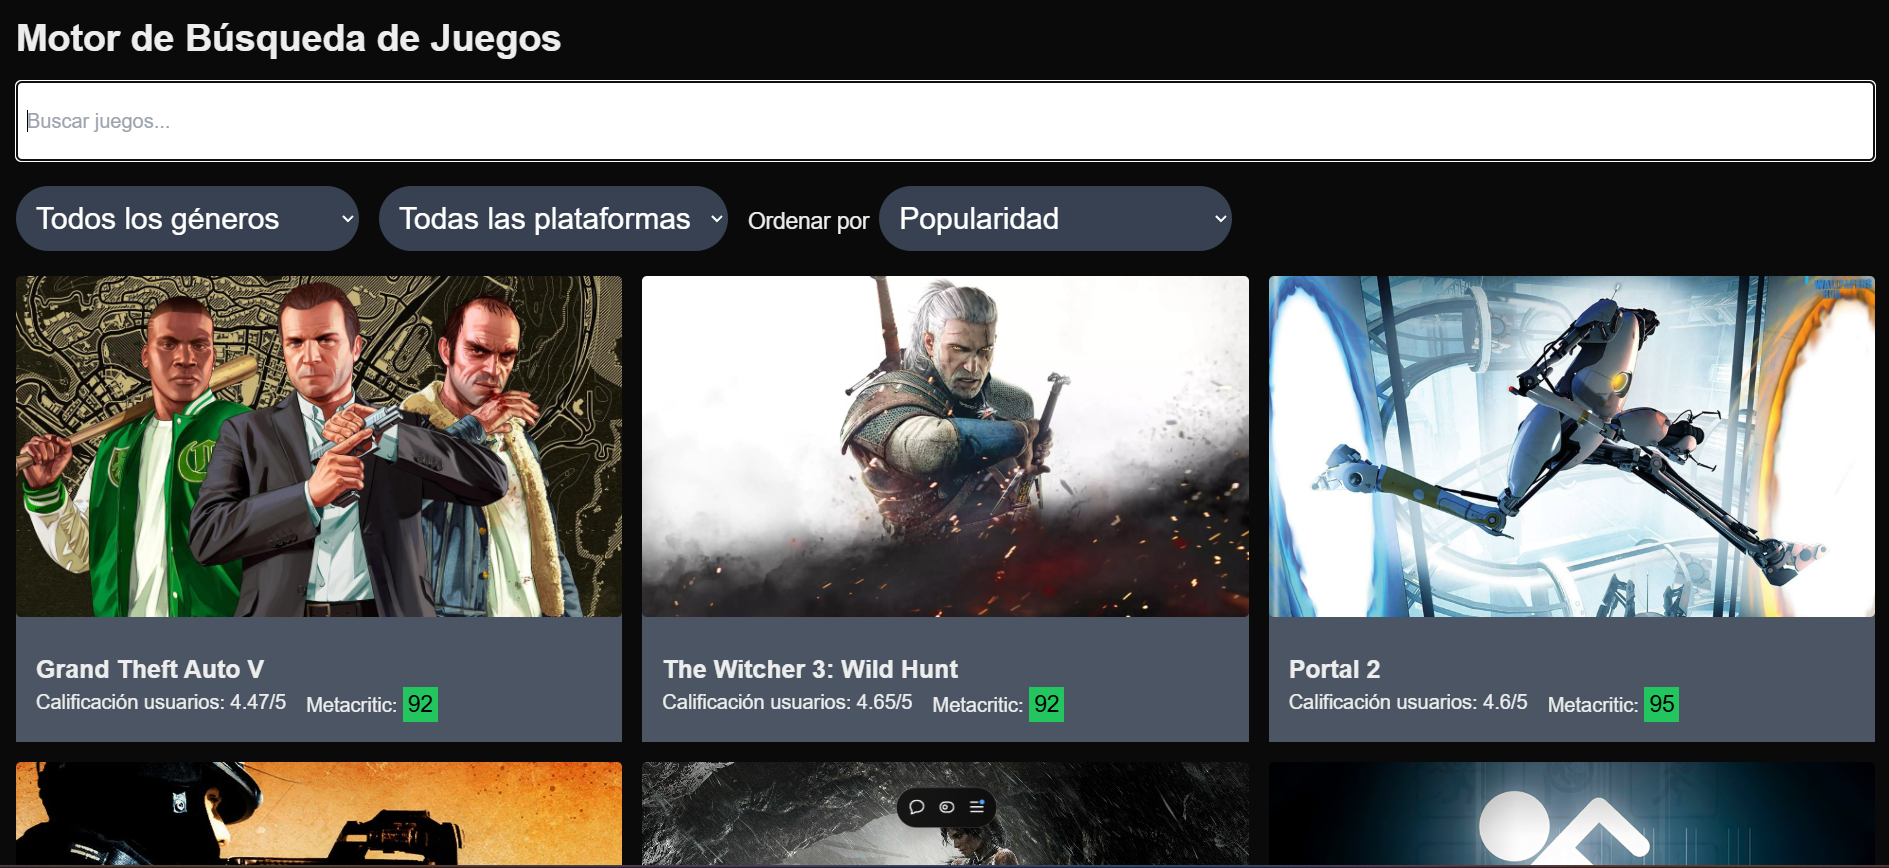 Motor de Búsqueda de Juegos
Buscar juegos...
Todos los géneros
Todas las plataformas
Ordenar por
Popularidad
Grand Theft Auto V
Calificación usuarios: 4.47/5
Metacritic: 92
The Witcher 3: Wild Hunt
Calificación usuarios: 4.65/5
Metacritic: 92
Portal 2
Calificación usuarios: 4.6/5
Metacritic: 95